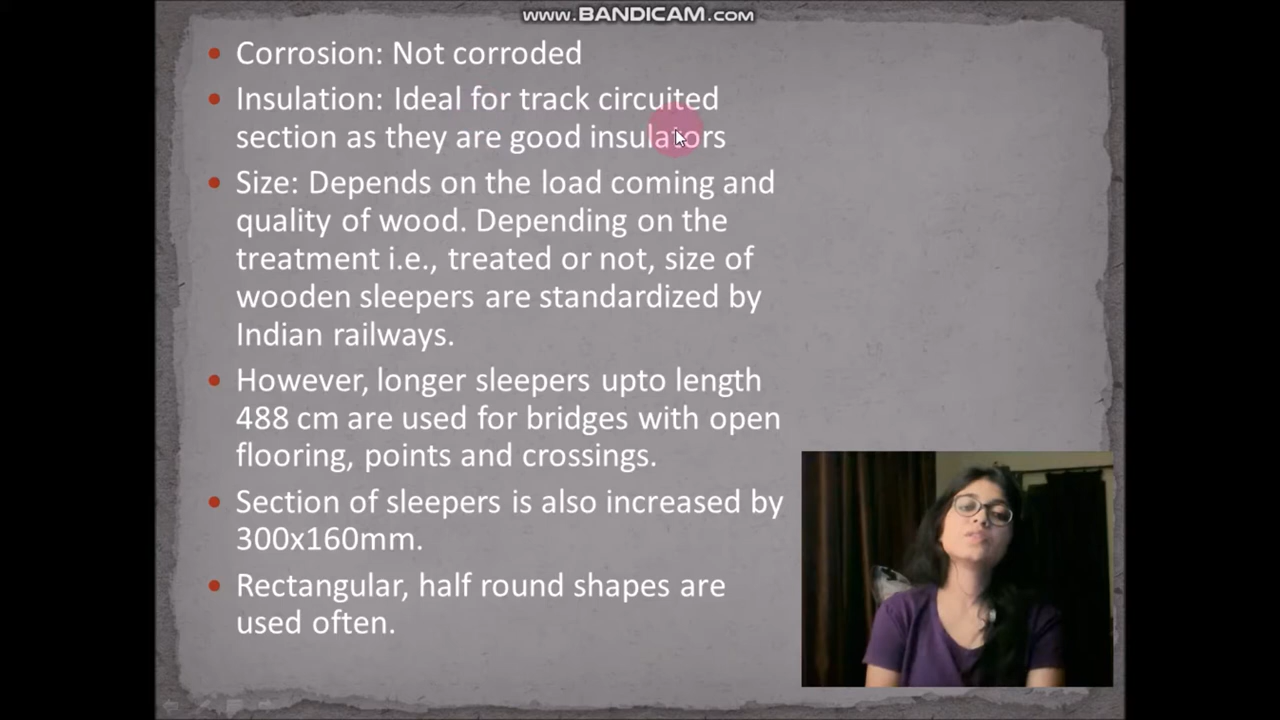 www.BANDICAM.com
• Corrosion: Not corroded
• Insulation: Ideal for track circuited
section as they are good insulators
• Size: Depends on the load coming and
quality of wood. Depending on the
treatment i.e., treated or not, size of
wooden sleepers are standardized by
Indian railways.
• However, longer sleepers upto length
488 cm are used for bridges with open
flooring, points and crossings.
• Section of sleepers is also increased by
300x160mm.
• Rectangular, half round shapes are
used often.